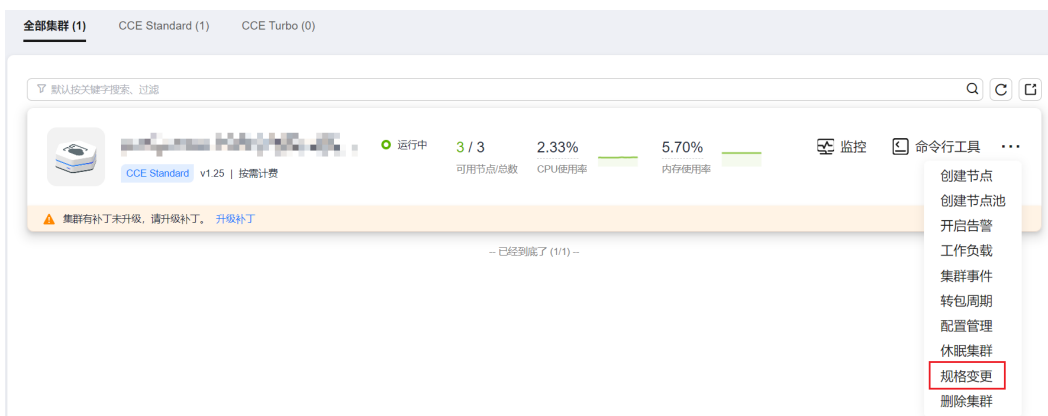 全部集群 (1) CCE Standard (1) CCE Turbo (0)
默认按关键字搜索、过滤
运行中 3 / 3 2.33% 5.70% 监控 命令行工具 ...
CCE Standard v1.25 | 按需计费 可用节点/总数 CPU使用率 内存使用率
集群有补丁未升级，请升级补丁。 升级补丁
-- 已经到底了 (1/1) --
创建节点
创建节点池
开启告警
工作负载
集群事件
转包周期
配置管理
休眠集群
规格变更
删除集群